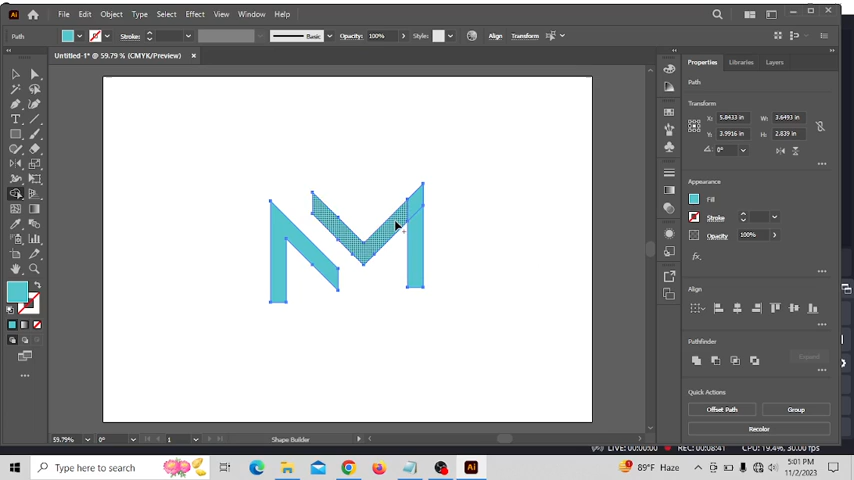 Ai File Edit Object Type Select Effect View Window Help
Path Stroke: Basic Opacity: 100% Style: Align Transform
Untitled-1* @ 59.79 % (CMYK/Preview) ×
Properties Libraries Layers
Path
Transform
X: 5.8433 in W: 3.6493 in
Y: 3.9916 in H: 2.839 in
0°
Appearance
Fill
Stroke
Opacity 100%
fx.
Align
Pathfinder
Expand
Quick Actions
Offset Path Group
Recolor
59.79% 0° 1 Shape Builder
LIVE: 00:00:00 REC: 00:08:41 CPU: 19.4%, 30.00 fps
Type here to search
89°F Haze
5:01 PM
11/2/2023